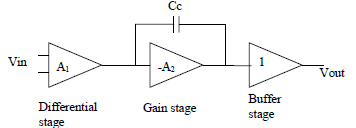 Cc
Vin
A1
-A2
1
Vout
Differential
stage
Gain stage
Buffer
stage